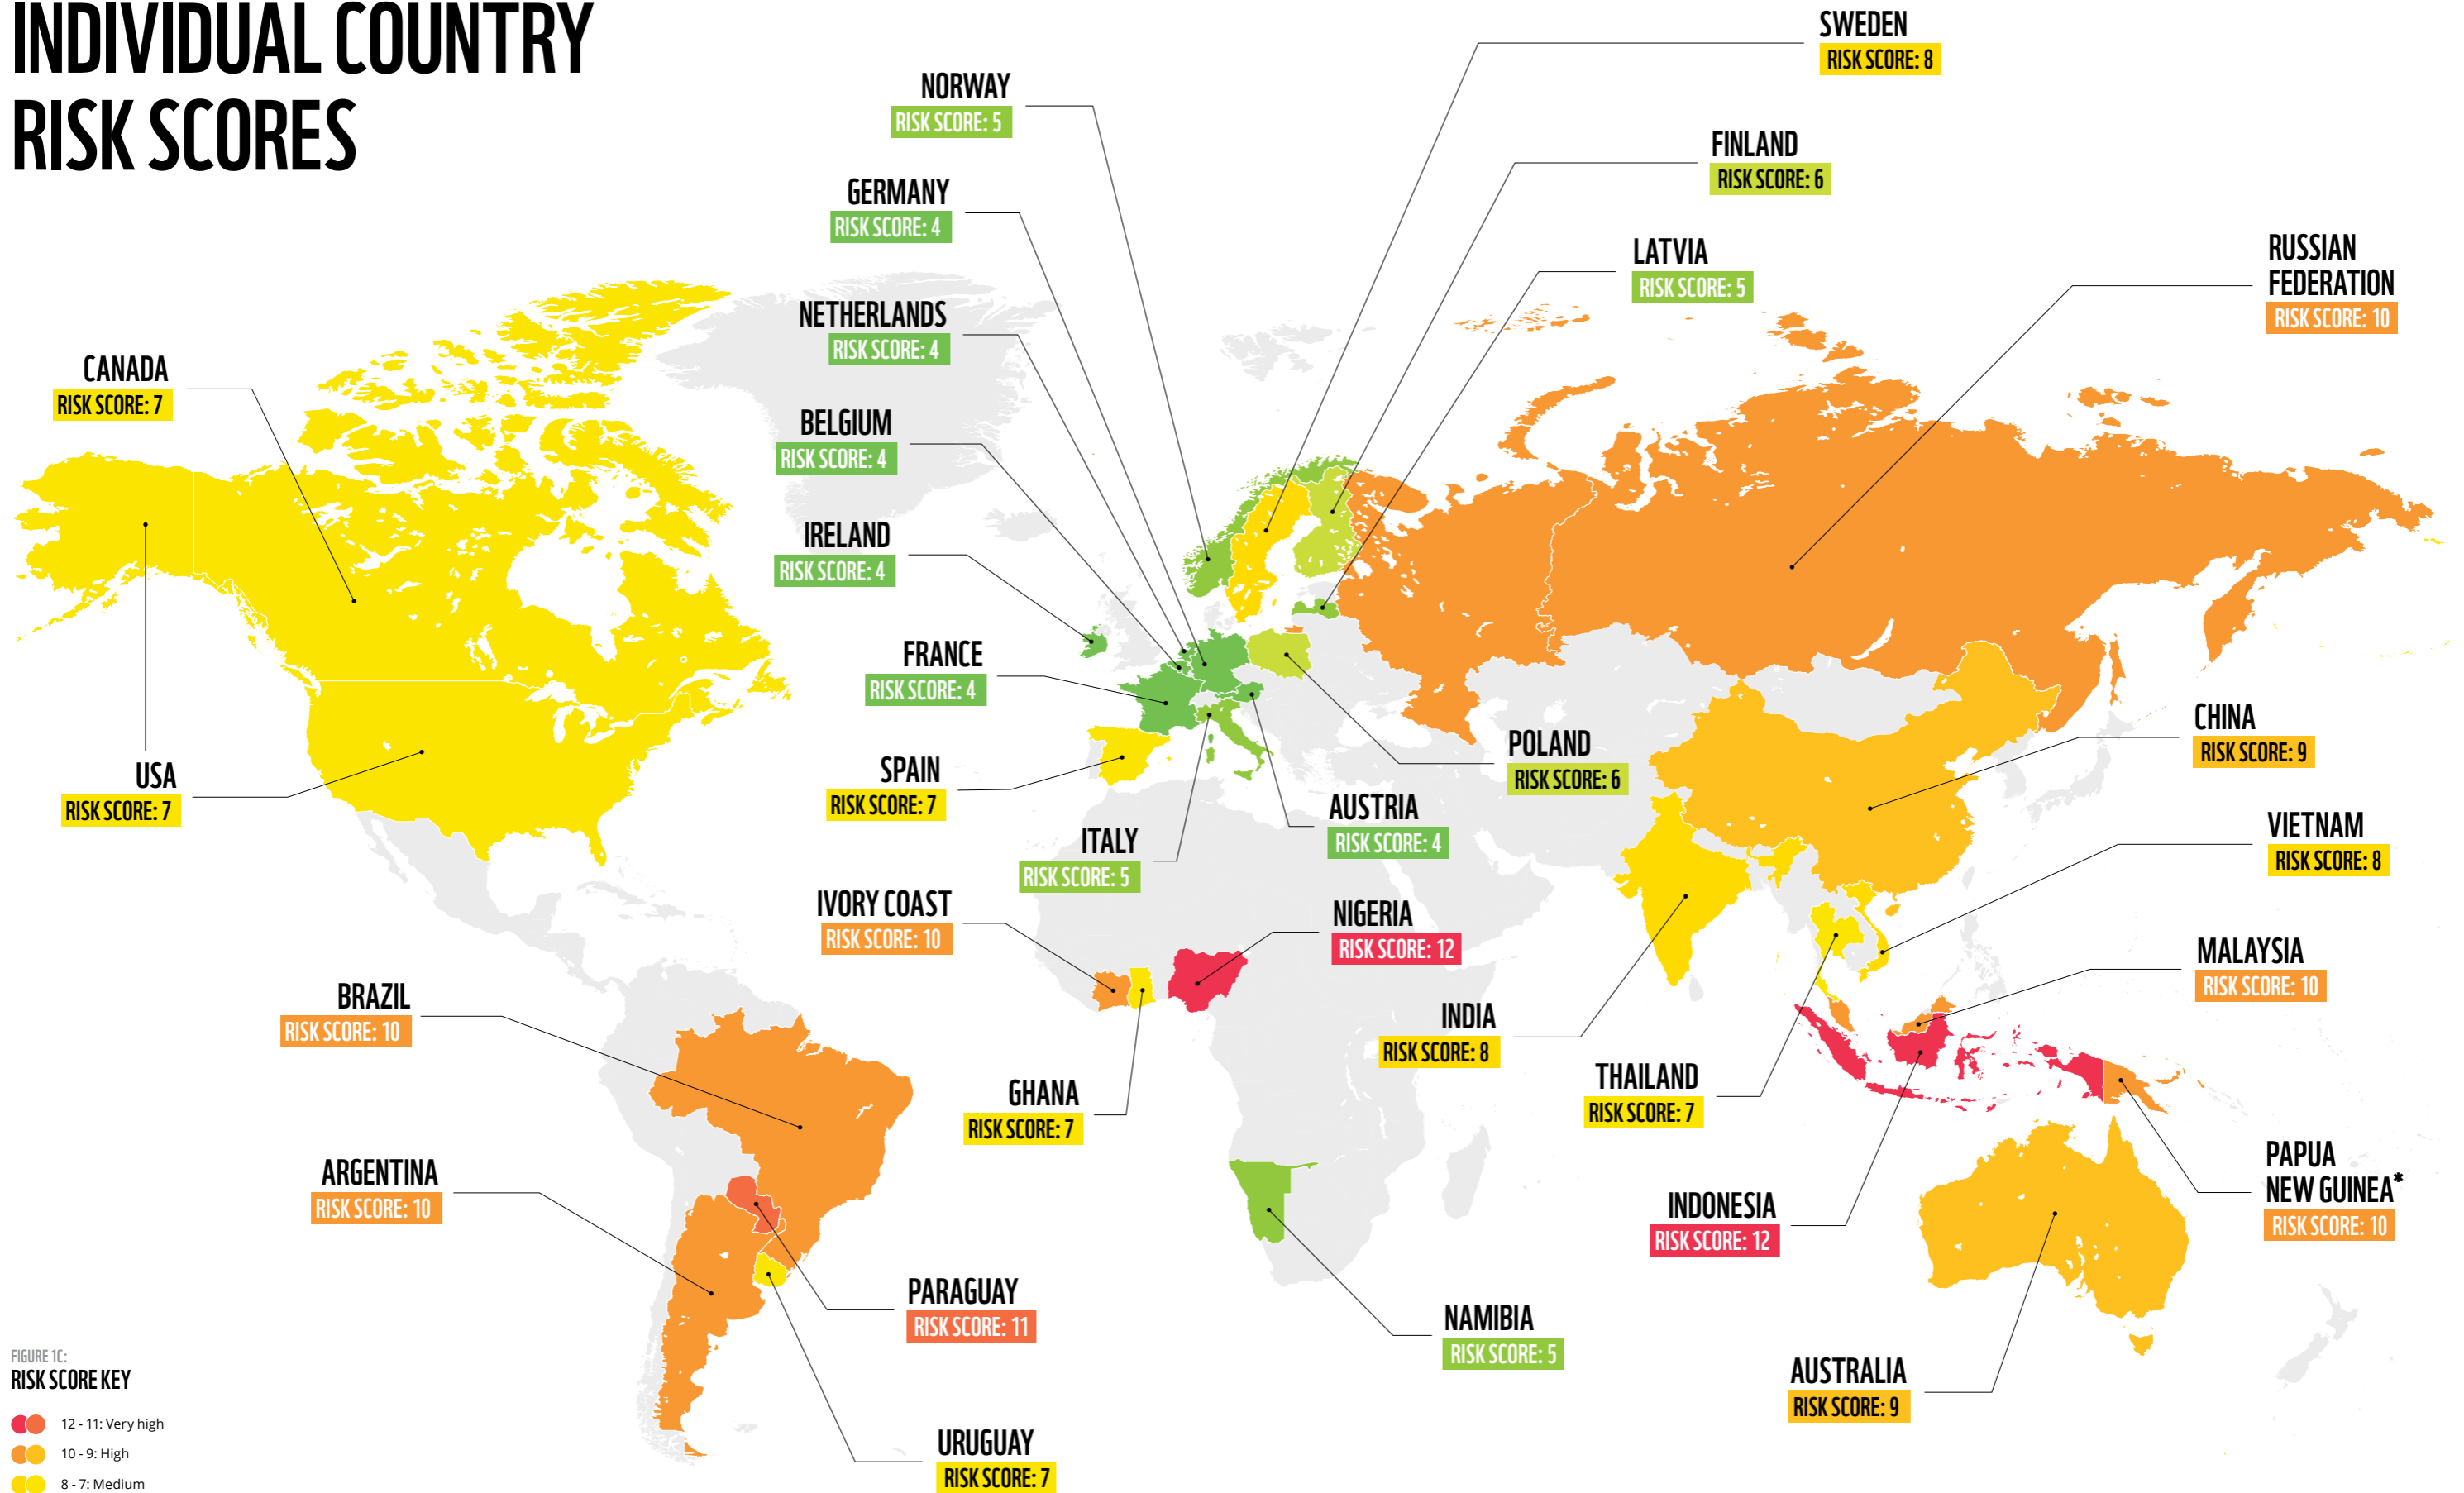 INDIVIDUAL COUNTRY
RISK SCORES
SWEDEN
RISK SCORE: 8
NORWAY
RISK SCORE: 5
FINLAND
RISK SCORE: 6
GERMANY
RISK SCORE: 4
LATVIA
RISK SCORE: 5
RUSSIAN
FEDERATION
RISK SCORE: 10
NETHERLANDS
RISK SCORE: 4
CANADA
RISK SCORE: 7
BELGIUM
RISK SCORE: 4
IRELAND
RISK SCORE: 4
FRANCE
RISK SCORE: 4
CHINA
RISK SCORE: 9
POLAND
RISK SCORE: 6
SPAIN
RISK SCORE: 7
USA
RISK SCORE: 7
AUSTRIA
RISK SCORE: 4
VIETNAM
RISK SCORE: 8
ITALY
RISK SCORE: 5
IVORY COAST
RISK SCORE: 10
NIGERIA
RISK SCORE: 12
MALAYSIA
RISK SCORE: 10
BRAZIL
RISK SCORE: 10
INDIA
RISK SCORE: 8
THAILAND
RISK SCORE: 7
GHANA
RISK SCORE: 7
PAPUA
NEW GUINEA*
RISK SCORE: 10
ARGENTINA
RISK SCORE: 10
INDONESIA
RISK SCORE: 12
PARAGUAY
RISK SCORE: 11
NAMIBIA
RISK SCORE: 5
AUSTRALIA
RISK SCORE: 9
URUGUAY
RISK SCORE: 7
FIGURE 1C:
RISK SCORE KEY
12 - 11: Very high
10 - 9: High
8 - 7: Medium